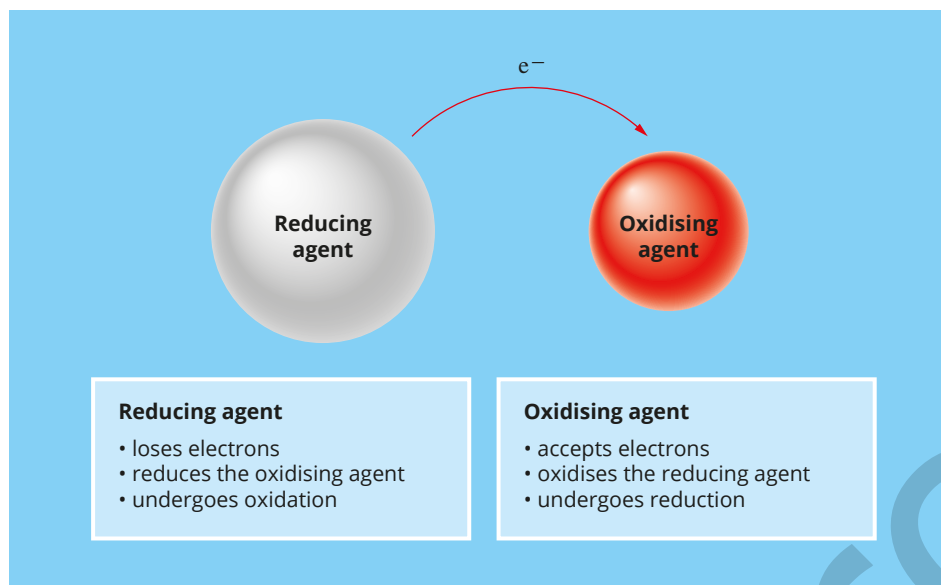 e−
Reducing
agent
Oxidising
agent
Reducing agent
• loses electrons
• reduces the oxidising agent
• undergoes oxidation
Oxidising agent
• accepts electrons
• oxidises the reducing agent
• undergoes reduction